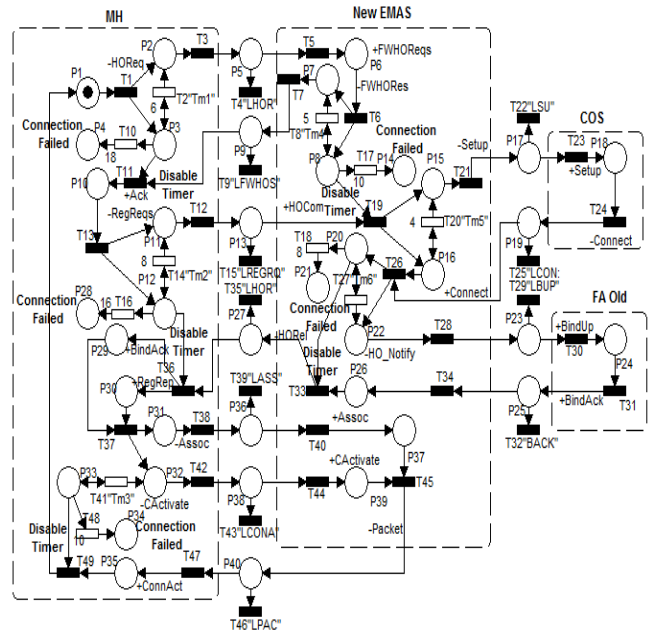 MH
New EMAS
P1
-HOReq
P2
T3
T1
T2"Tm1"
6
P5
T4"LHOR"
T5
+FWHOReqs
P6
P7
T7
-FWHORes
5
T6
T8"Tm4"
Connection
Failed
P4
T10
18
P3
Disable
Timer
P9
T9"LFWHOS"
P8
Connection
Failed
T17
10
P14
P15
Disable
Timer
T11
+Ack
P10
-Setup
T21
P17
T22"LSU"
COS
T23
P18
+Setup
T24
-Connect
-RegReqs
T12
T13
P11
8
T14"Tm2"
P12
P13
T15"LREGRQ"
+HOCom
T19
4
T20"Tm5"
P16
T18
8
P20
P21
T26
T27"Tm6"
+Connect
P19
T25"LCON:
T29"LBUP"
Connection
Failed
P28
16
T16
T35"LHOR"
P27
Connection
Failed
P22
T28
-HO_Notify
P23
FA Old
+BindUp
T30
P24
P29
+BindAck
Disable
Timer
T36
+HORel
Disable
Timer
P26
T33
T34
P25
+BindAck
T31
T32"BACK"
P30
+RegRep
T39"LASS"
P31
T38
P36
+Assoc
T37
-Assoc
T40
P37
P33
P32
T42
T41"Tm3"
-CActivate
P38
+CActivate
T44
P39
T45
T43"LCONA"
T48
10
P34
Connection
Failed
Disable
Timer
-Packet
T49
P35
+ConnAct
T47
P40
T46"LPAC"